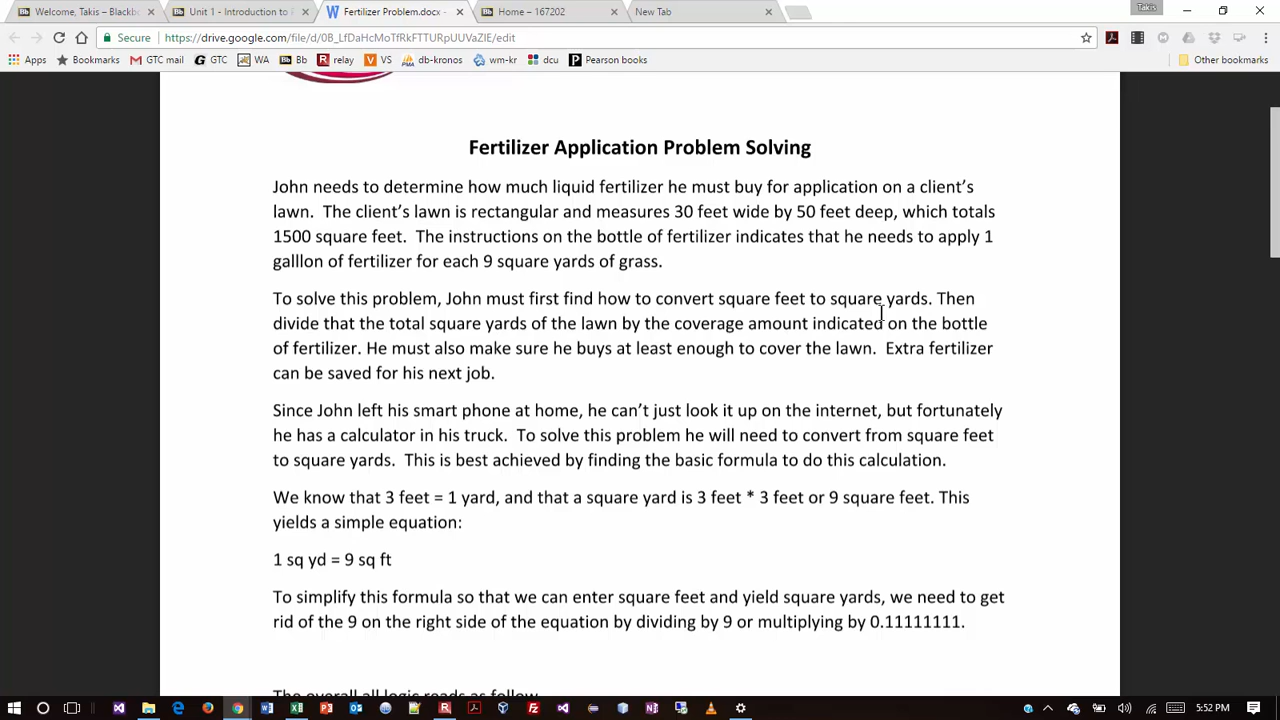 Welcome, Takis – Blackb
Unit 1 - Introduction to F
Fertilizer Problem.docx -
Home – 167202
New Tab
Takis
Secure
https://drive.google.com/file/d/0B_LfDaHcMoTfRkFTTURpUUVaZlE/edit
Apps
Bookmarks
GTC mail
GTC
WA
Bb
relay
VS
db-kronos
wm-kr
dcu
Pearson books
Other bookmarks
Fertilizer Application Problem Solving
John needs to determine how much liquid fertilizer he must buy for application on a client's
lawn. The client's lawn is rectangular and measures 30 feet wide by 50 feet deep, which totals
1500 square feet. The instructions on the bottle of fertilizer indicates that he needs to apply 1
galllon of fertilizer for each 9 square yards of grass.
To solve this problem, John must first find how to convert square feet to square yards. Then
divide that the total square yards of the lawn by the coverage amount indicated on the bottle
of fertilizer. He must also make sure he buys at least enough to cover the lawn. Extra fertilizer
can be saved for his next job.
Since John left his smart phone at home, he can't just look it up on the internet, but fortunately
he has a calculator in his truck. To solve this problem he will need to convert from square feet
to square yards. This is best achieved by finding the basic formula to do this calculation.
We know that 3 feet = 1 yard, and that a square yard is 3 feet * 3 feet or 9 square feet. This
yields a simple equation:
1 sq yd = 9 sq ft
To simplify this formula so that we can enter square feet and yield square yards, we need to get
rid of the 9 on the right side of the equation by dividing by 9 or multiplying by 0.11111111.
The overall all logic reads as follow
5:52 PM